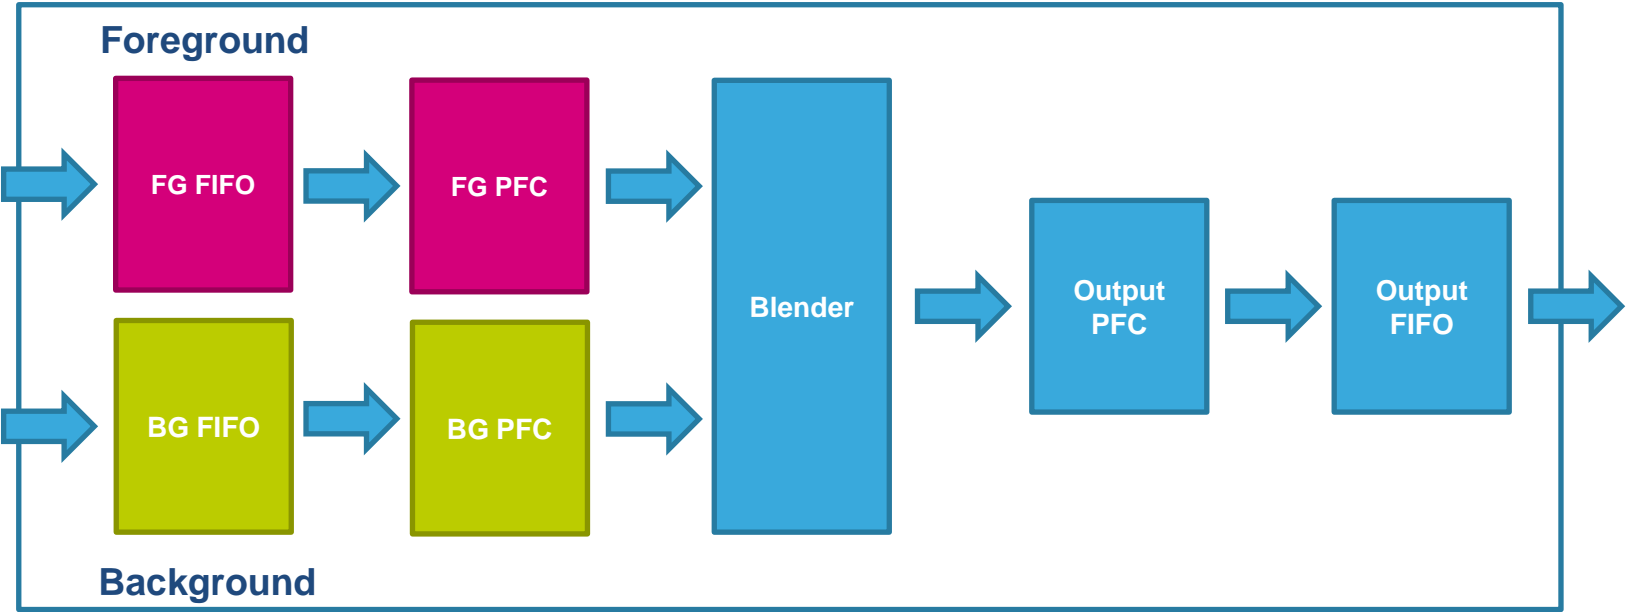 Foreground
FG FIFO
FG PFC
BG FIFO
BG PFC
Blender
Output
PFC
Output
FIFO
Background